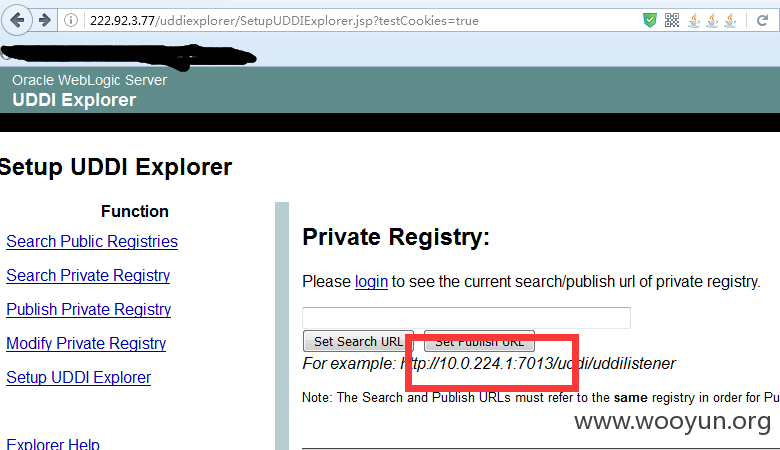 222.92.3.77/uddiexplorer/SetupUDDIExplorer.jsp?testCookies=true
Oracle WebLogic Server
UDDI Explorer
Setup UDDI Explorer
Function
Search Public Registries
Search Private Registry
Publish Private Registry
Modify Private Registry
Setup UDDI Explorer
Explorer Help
Private Registry:
Please login to see the current search/publish url of private registry.
Set Search URL Set Publish URL
For example: http://10.0.224.1:7013/uddi/uddilistener
Note: The Search and Publish URLs must refer to the same registry in order for Pu
www.wooyun.org